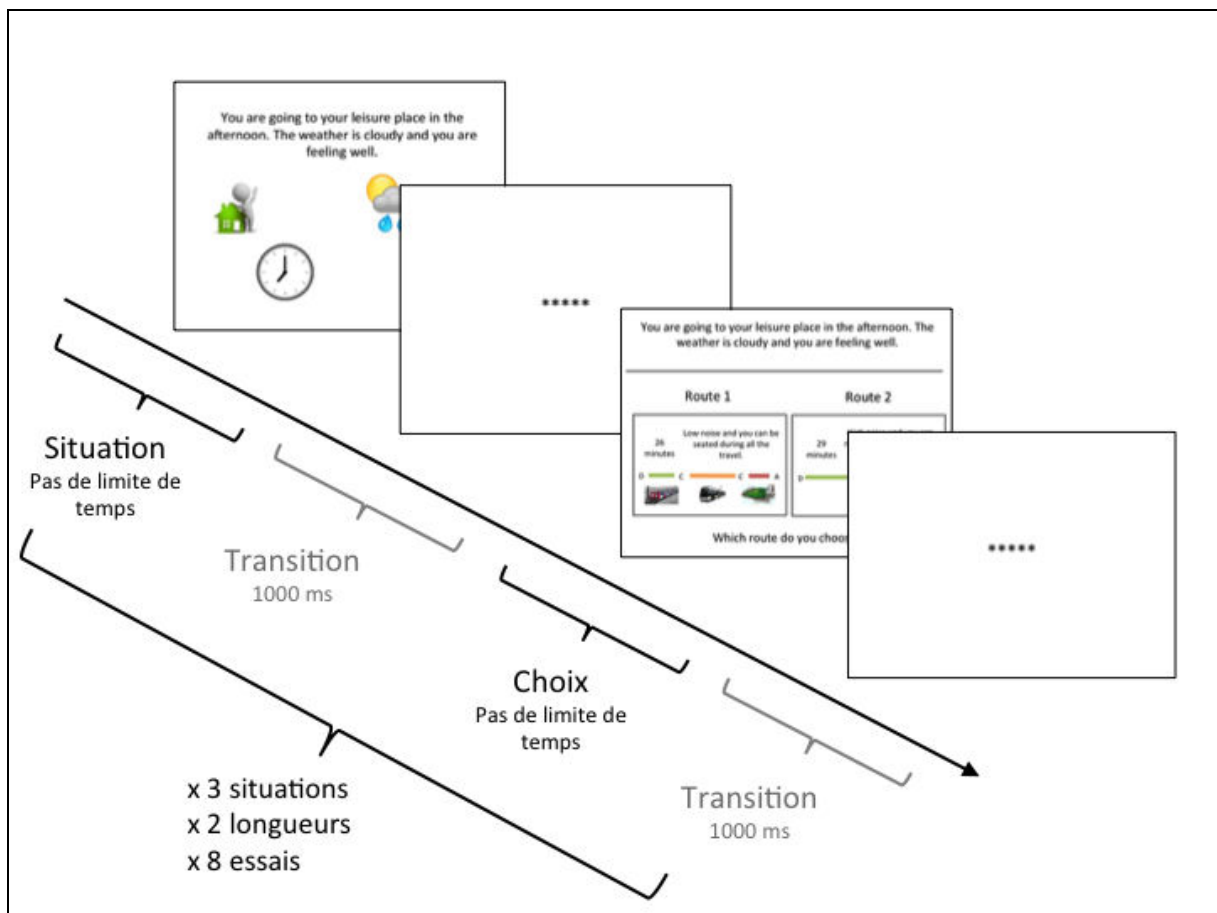 You are going to your leisure place in the
afternoon. The weather is cloudy and you are
feeling well.
*****
You are going to your leisure place in the afternoon. The
weather is cloudy and you are feeling well.
Route 1
Route 2
26
minutes
Low noise and you can be
seated during all the
travel.
29
minutes
D C C A
D
Which route do you choo
*****
Situation
Pas de limite de
temps
Transition
1000 ms
Choix
Pas de limite de
temps
Transition
1000 ms
x 3 situations
x 2 longueurs
x 8 essais